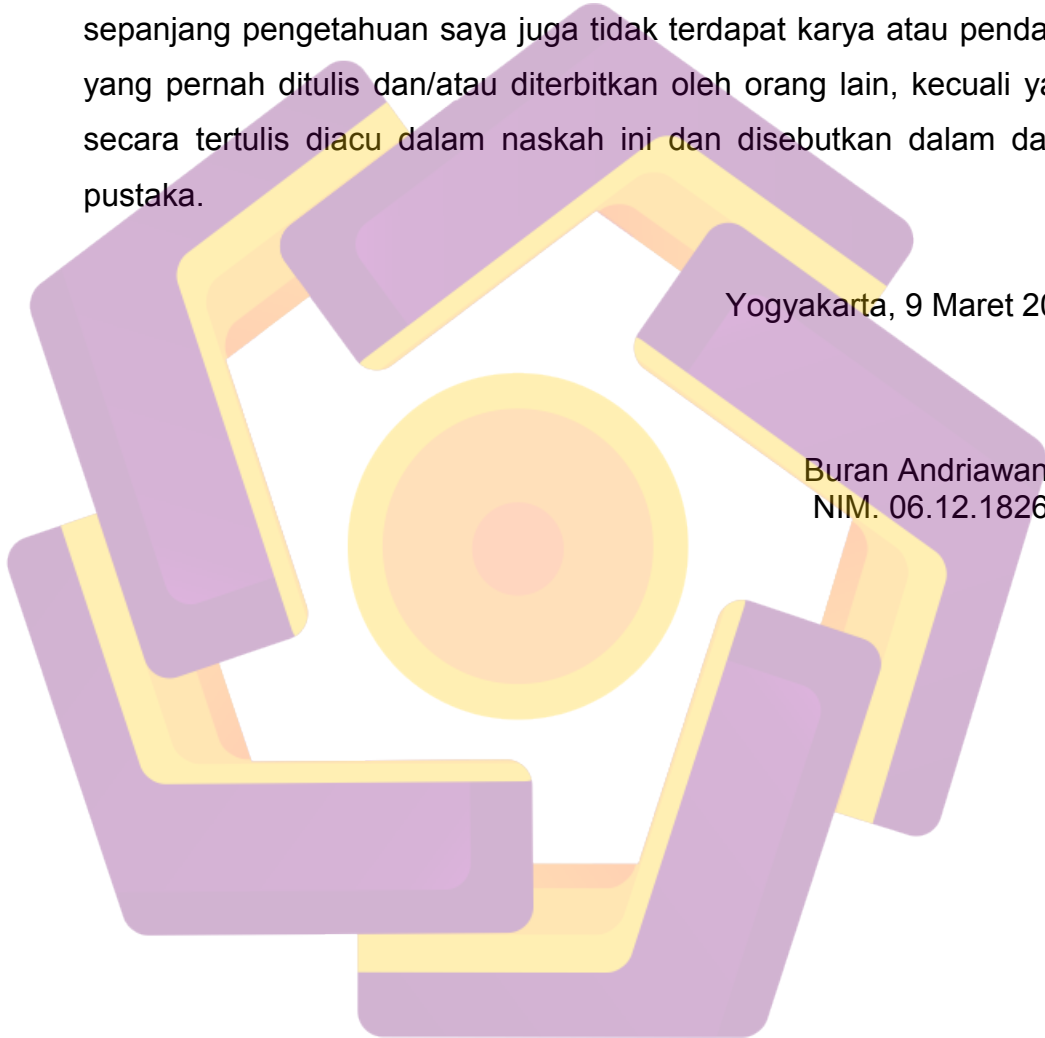 sepanjang pengetahuan saya juga tidak terdapat karya atau penda
yang pernah ditulis dan/atau diterbitkan oleh orang lain, kecuali ya
secara tertulis diacu dalam naskah ini dan disebutkan dalam da
pustaka.
Yogyakarta, 9 Maret 20
Buran Andriawan
NIM. 06.12.1826